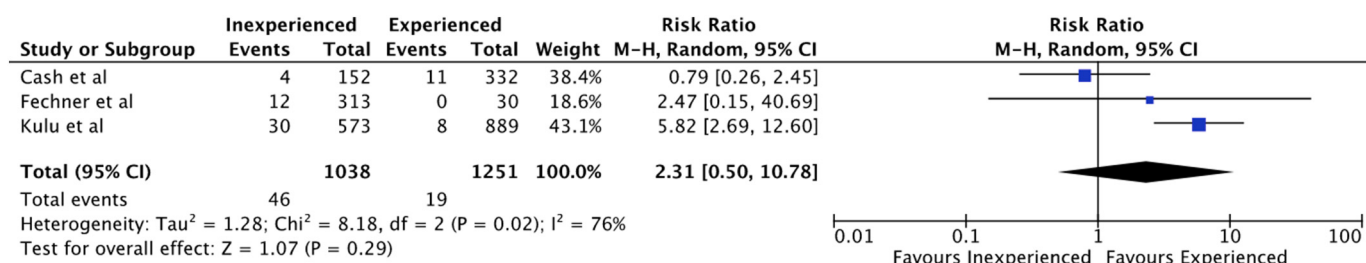 Inexperienced Experienced Risk Ratio Risk Ratio
Study or Subgroup Events Total Events Total Weight M-H, Random, 95% CI M-H, Random, 95% CI
Cash et al 4 152 11 332 38.4% 0.79 [0.26, 2.45]
Fechner et al 12 313 0 30 18.6% 2.47 [0.15, 40.69]
Kulu et al 30 573 8 889 43.1% 5.82 [2.69, 12.60]
Total (95% CI) 1038 1251 100.0% 2.31 [0.50, 10.78]
Total events 46 19
Heterogeneity: Tau² = 1.28; Chi² = 8.18, df = 2 (P = 0.02); I² = 76%
Test for overall effect: Z = 1.07 (P = 0.29)
0.01 0.1 1 10 100
Favours Inexperienced Favours Experienced